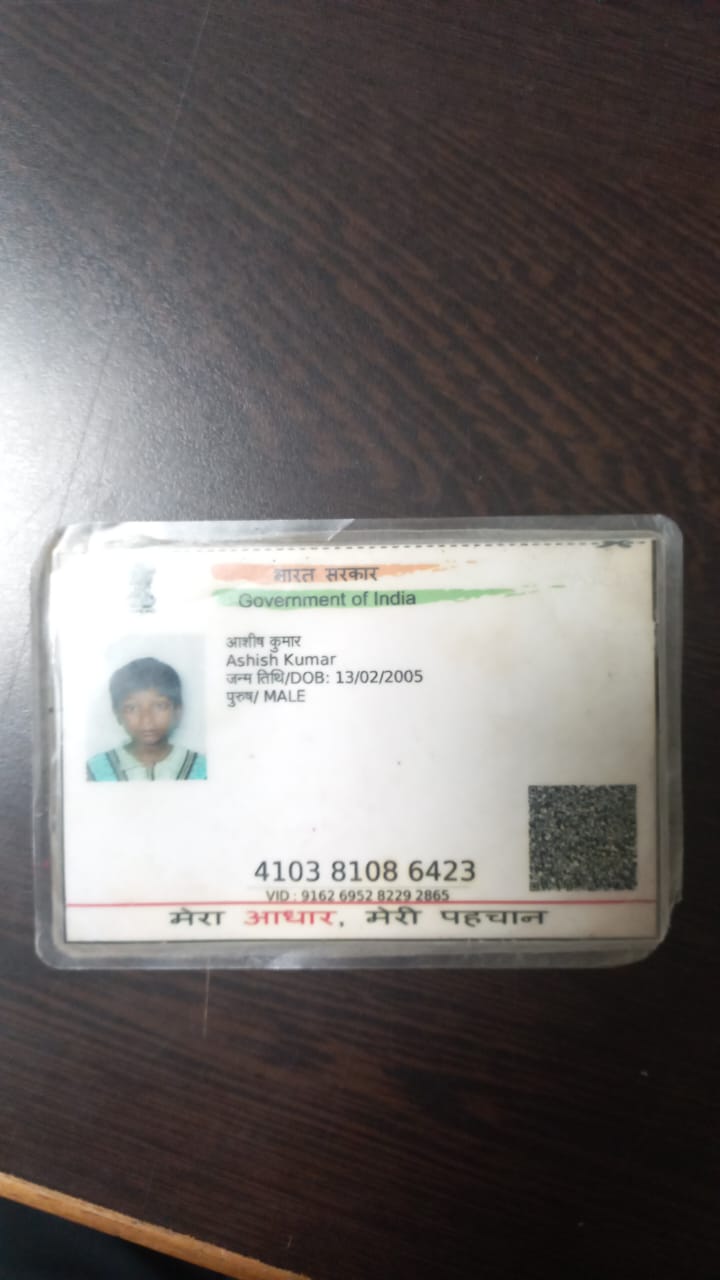 भारत सरकार
Government of India
आशीष कुमार
Ashish Kumar
जन्म तिथि/DOB: 13/02/2005
पुरुष/ MALE
4103 8108 6423
VID : 9162 6952 8229 2865
मेरा आधार, मेरी पहचान